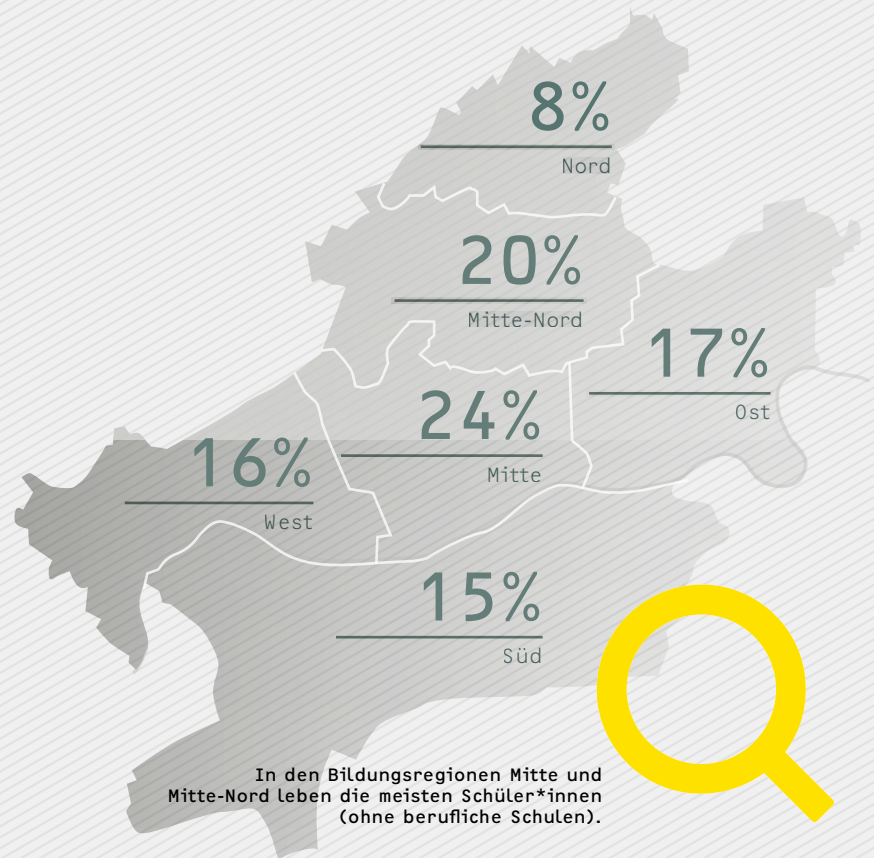 8%
Nord
20%
Mitte-Nord
17%
Ost
24%
Mitte
16%
West
15%
Süd
In den Bildungsregionen Mitte und
Mitte-Nord leben die meisten Schüler*innen
(ohne berufliche Schulen).